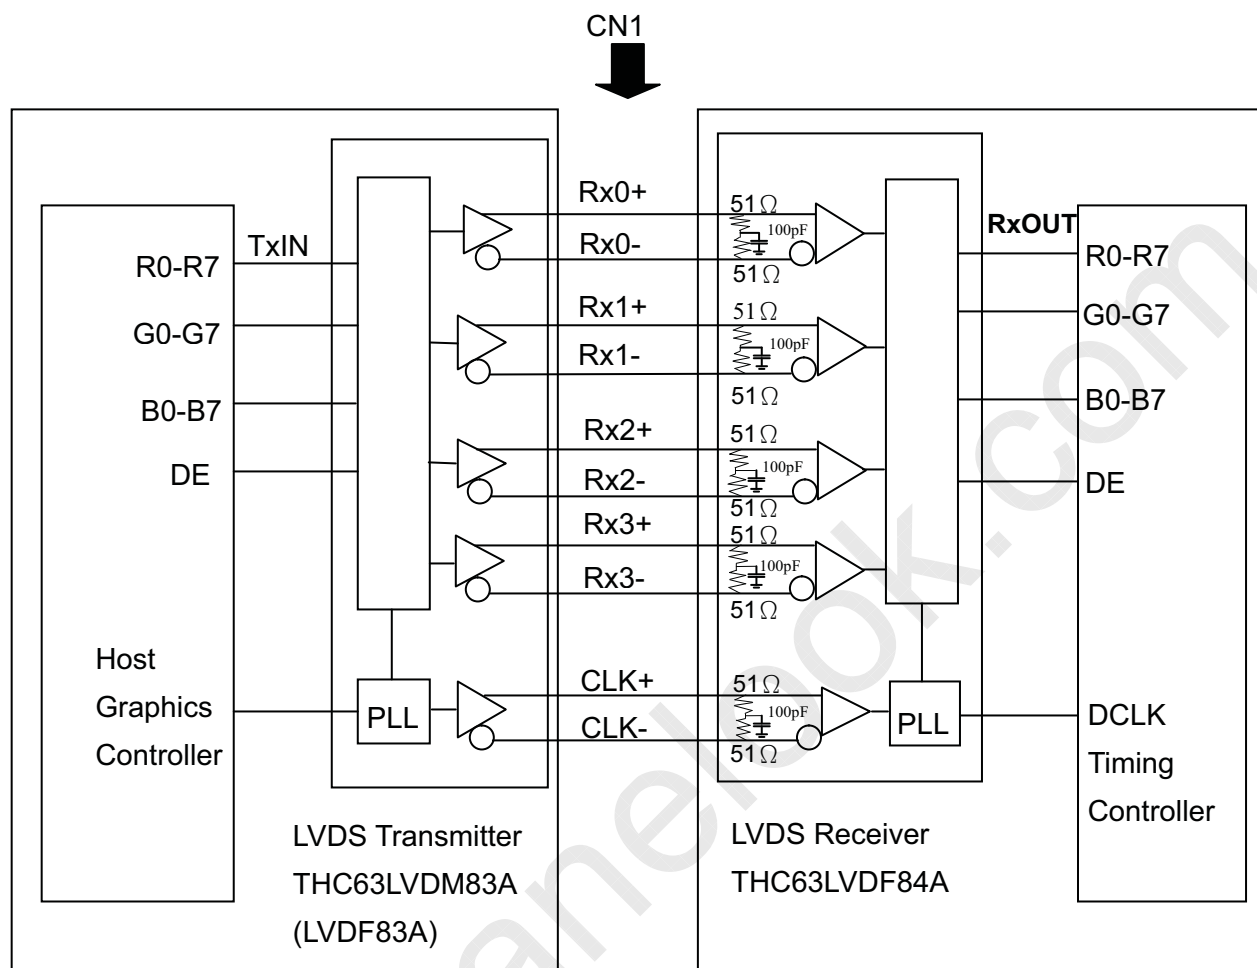 CN1
R0-R7
G0-G7
B0-B7
DE
Host
Graphics
Controller
TxIN
PLL
LVDS Transmitter
THC63LVDM83A
(LVDF83A)
Rx0+
Rx0-
Rx1+
Rx1-
Rx2+
Rx2-
Rx3+
Rx3-
CLK+
CLK-
51Ω
100pF
51Ω
51Ω
100pF
51Ω
51Ω
100pF
51Ω
51Ω
100pF
51Ω
51Ω
100pF
51Ω
PLL
LVDS Receiver
THC63LVDF84A
RxOUT
R0-R7
G0-G7
B0-B7
DE
DCLK
Timing
Controller
anelook.com